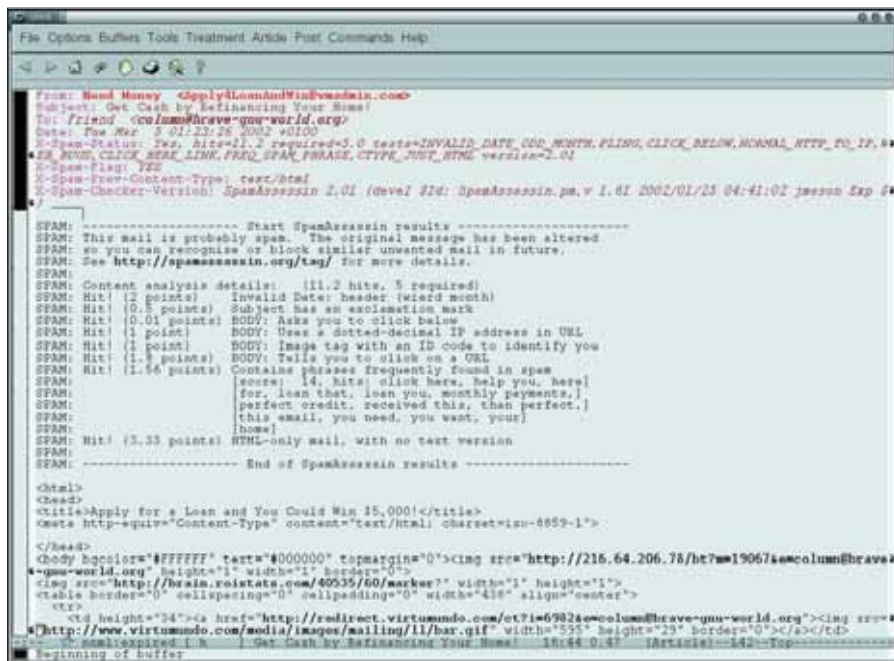 File Options Buffers Tools Treatment Article Post Commands Help
From: Need Money <Apply4LoanAndWin@vmadmin.com>
Subject: Get Cash by Refinancing Your Home!
To: Friend <column@brave-gnu-world.org>
Date: Tue Mar 5 01:23:26 2002 +0100
X-Spam-Status: Yes, hits=11.2 required=5.0 tests=INVALID_DATE_ODD_MONTH,PLING,CLICK_BELOW,NORMAL_HTTP_TO_IP,
CLICK_HERE_LINK,FREQ_SPAM_PHRASE,CTYPE_JUST_HTML version=2.01
X-Spam-Flag: YES
X-Spam-Prev-Content-Type: text/html
X-Spam-Checker-Version: SpamAssassin 2.01 (devel $Id: SpamAssassin.pm,v 1.61 2002/01/25 04:41:02 jmason Exp $
)
SPAM: -------------------- Start SpamAssassin results ----------------------
SPAM: This mail is probably spam. The original message has been altered
SPAM: so you can recognise or block similar unwanted mail in future.
SPAM: See http://spamassassin.org/tag/ for more details.
SPAM:
SPAM: Content analysis details: (11.2 hits, 5 required)
SPAM: Hit! (2 points) Invalid Date: header (wierd month)
SPAM: Hit! (0.5 points) Subject has an exclamation mark
SPAM: Hit! (0.01 points) BODY: Asks you to click below
SPAM: Hit! (1 point) BODY: Uses a dotted-decimal IP address in URL
SPAM: Hit! (1 point) BODY: Image tag with an ID code to identify you
SPAM: Hit! (1.8 points) BODY: Tells you to click on a URL
SPAM: Hit! (1.56 points) Contains phrases frequently found in spam
SPAM: [score: 14, hits: click here, help you, here]
SPAM: [for, loan that, loan you, monthly payments,]
SPAM: [perfect credit, received this, than perfect,]
SPAM: [this email, you need, you want, your]
SPAM: [home]
SPAM: Hit! (3.33 points) HTML-only mail, with no text version
SPAM:
SPAM: -------------------- End of SpamAssassin results ---------------------
<html>
<head>
<title>Apply for a Loan and You Could Win $5,000!</title>
<meta http-equiv="Content-Type" content="text/html; charset=iso-8859-1">
</head>
<body bgcolor="#FFFFFF" text="#000000" topmargin="0"><img src="http://216.64.206.78/bt?m=19067&e=column@brave
-gnu-world.org" height="1" width="1" border="0">
<img src="http://brain.roistats.com/40535/60/marker?" width="1" height="1">
<table border="0" cellspacing="0" cellpadding="0" width="438" align="center">
<tr>
<td height="34"><a href="http://redirect.virtumundo.com/ct?i=6982&e=column@brave-gnu-world.org"><img src=
"http://www.virtumundo.com/media/images/mailing/11/bar.gif" width="595" height="29" border="0"></a></td>
nnml:expired [ h ] Get Cash by Refinancing Your Home! 16:44 0.47 (Article)--L42--Top
Beginning of buffer